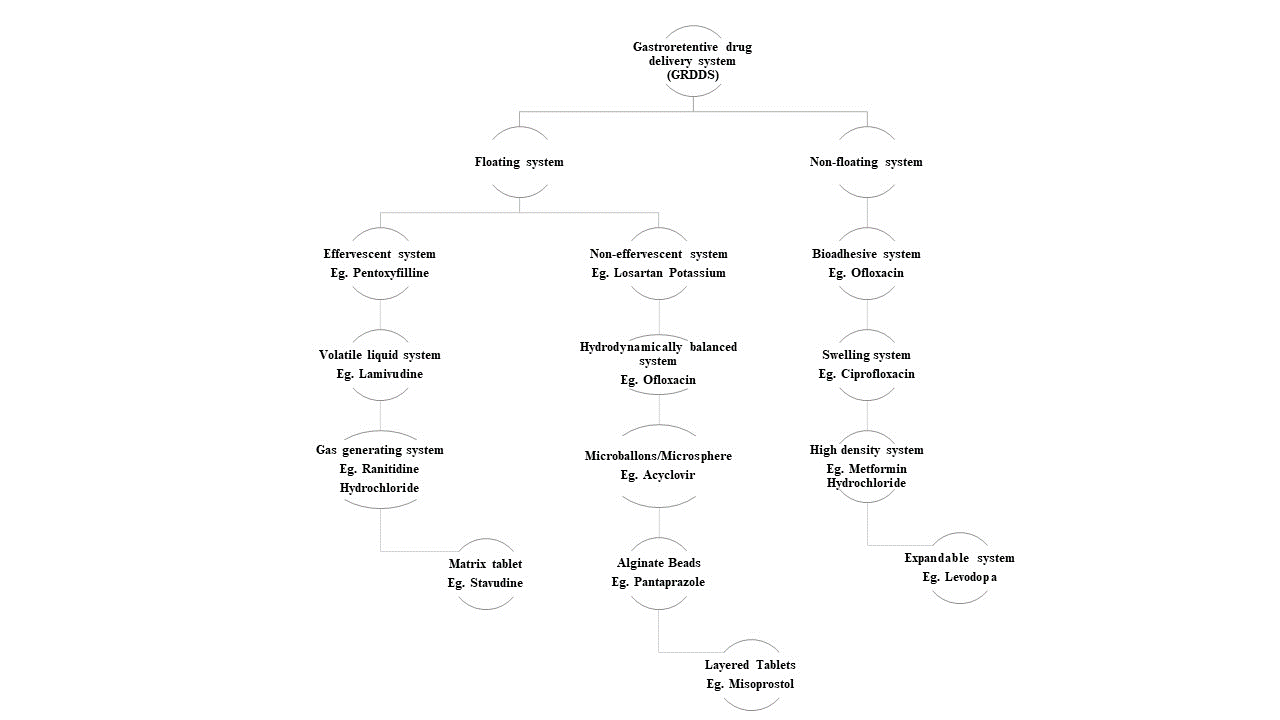 Gastroretentive drug
delivery system
(GRDDS)
Floating system
Non-floating system
Effervescent system
Eg. Pentoxyfilline
Non-effervescent system
Eg. Losartan Potassium
Bioadhesive system
Eg. Ofloxacin
Volatile liquid system
Eg. Lamivudine
Hydrodynamically balanced
system
Eg. Ofloxacin
Swelling system
Eg. Ciprofloxacin
Gas generating system
Eg. Ranitidine
Hydrochloride
Microballons/Microsphere
Eg. Acyclovir
High density system
Eg. Metformin
Hydrochloride
Matrix tablet
Eg. Stavudine
Alginate Beads
Eg. Pantaprazole
Expandable system
Eg. Levodopa
Layered Tablets
Eg. Misoprostol